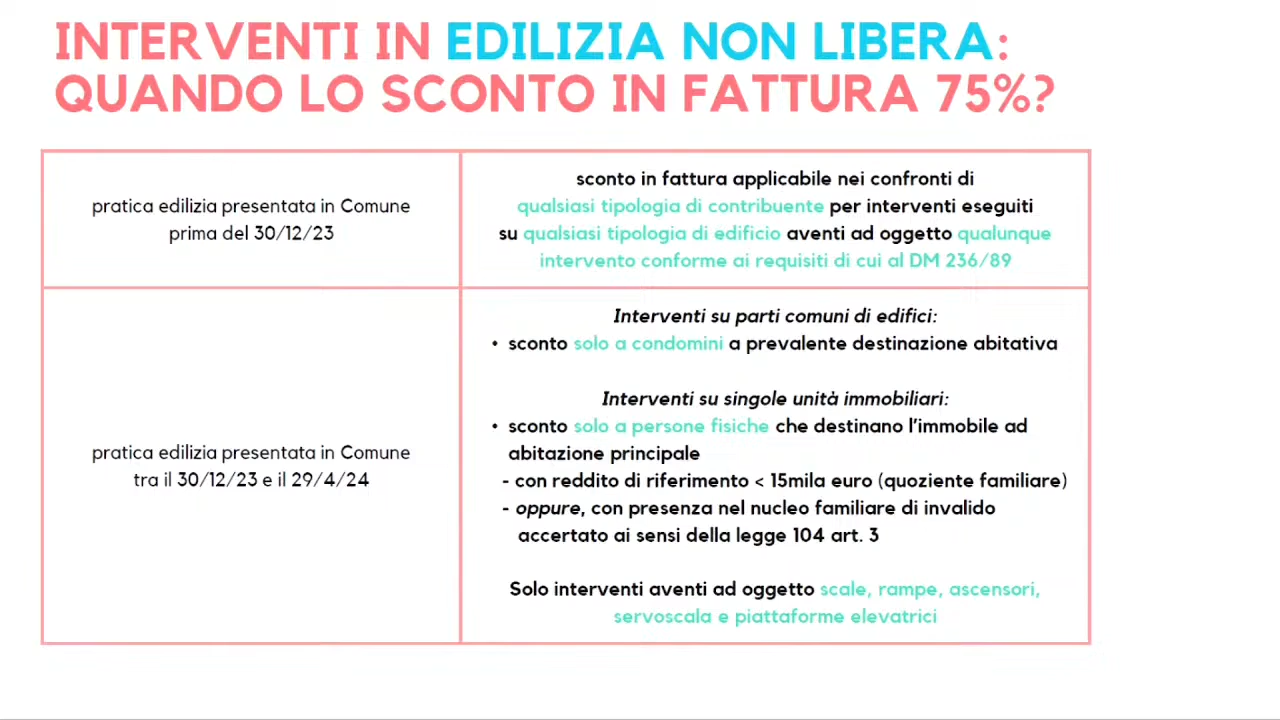 INTERVENTI IN EDILIZIA NON LIBERA:
QUANDO LO SCONTO IN FATTURA 75%?
pratica edilizia presentata in Comune
prima del 30/12/23
sconto in fattura applicabile nei confronti di
qualsiasi tipologia di contribuente per interventi eseguiti
su qualsiasi tipologia di edificio aventi ad oggetto qualunque
intervento conforme ai requisiti di cui al DM 236/89
pratica edilizia presentata in Comune
tra il 30/12/23 e il 29/4/24
Interventi su parti comuni di edifici:
• sconto solo a condomini a prevalente destinazione abitativa
Interventi su singole unità immobiliari:
• sconto solo a persone fisiche che destinano l'immobile ad
abitazione principale
- con reddito di riferimento < 15mila euro (quoziente familiare)
- oppure, con presenza nel nucleo familiare di invalido
accertato ai sensi della legge 104 art. 3
Solo interventi aventi ad oggetto scale, rampe, ascensori,
servoscala e piattaforme elevatrici